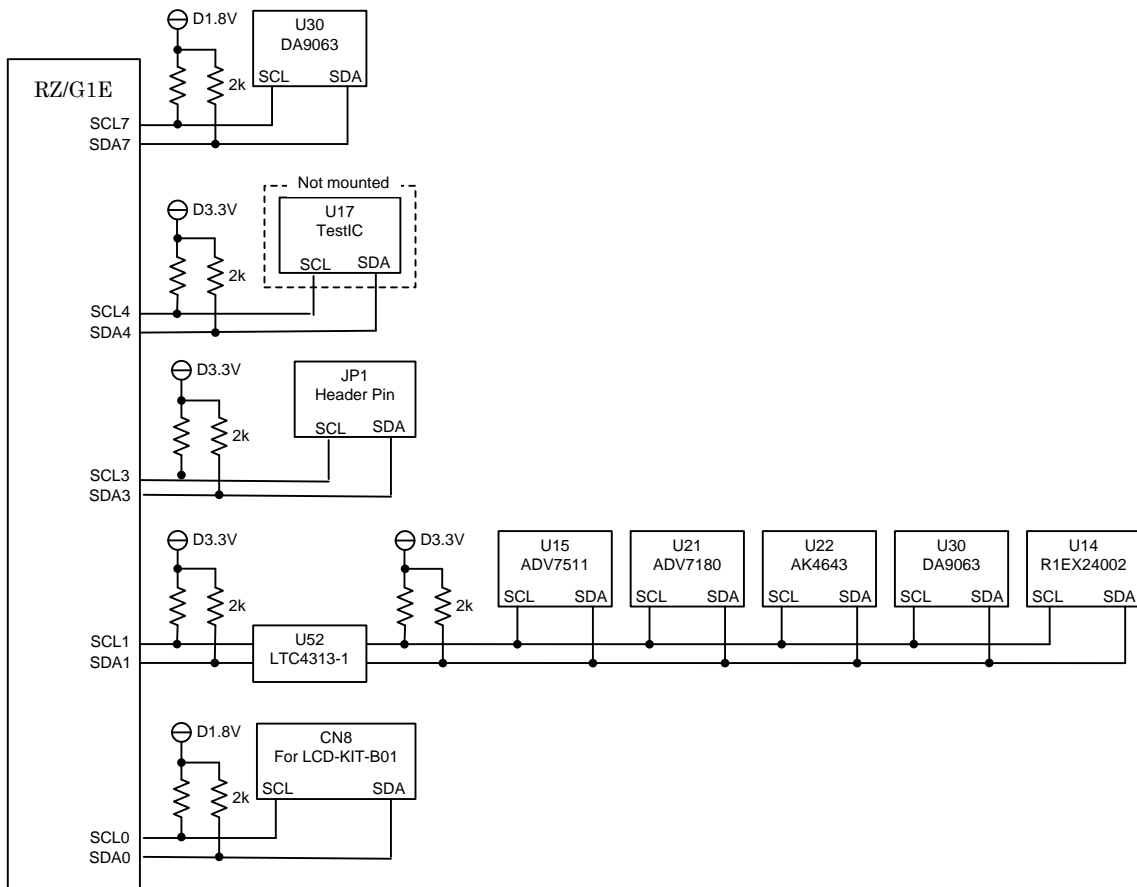 RZ/G1E
D1.8V
U30
DA9063
SCL SDA
2k
SCL7
SDA7
Not mounted
D3.3V
U17
TestIC
SCL SDA
2k
SCL4
SDA4
D3.3V
JP1
Header Pin
SCL SDA
2k
SCL3
SDA3
D3.3V
2k
SCL1
SDA1
U52
LTC4313-1
D3.3V
2k
U15
ADV7511
SCL SDA
U21
ADV7180
SCL SDA
U22
AK4643
SCL SDA
U30
DA9063
SCL SDA
U14
R1EX24002
SCL SDA
D1.8V
CN8
For LCD-KIT-B01
SCL SDA
2k
SCL0
SDA0